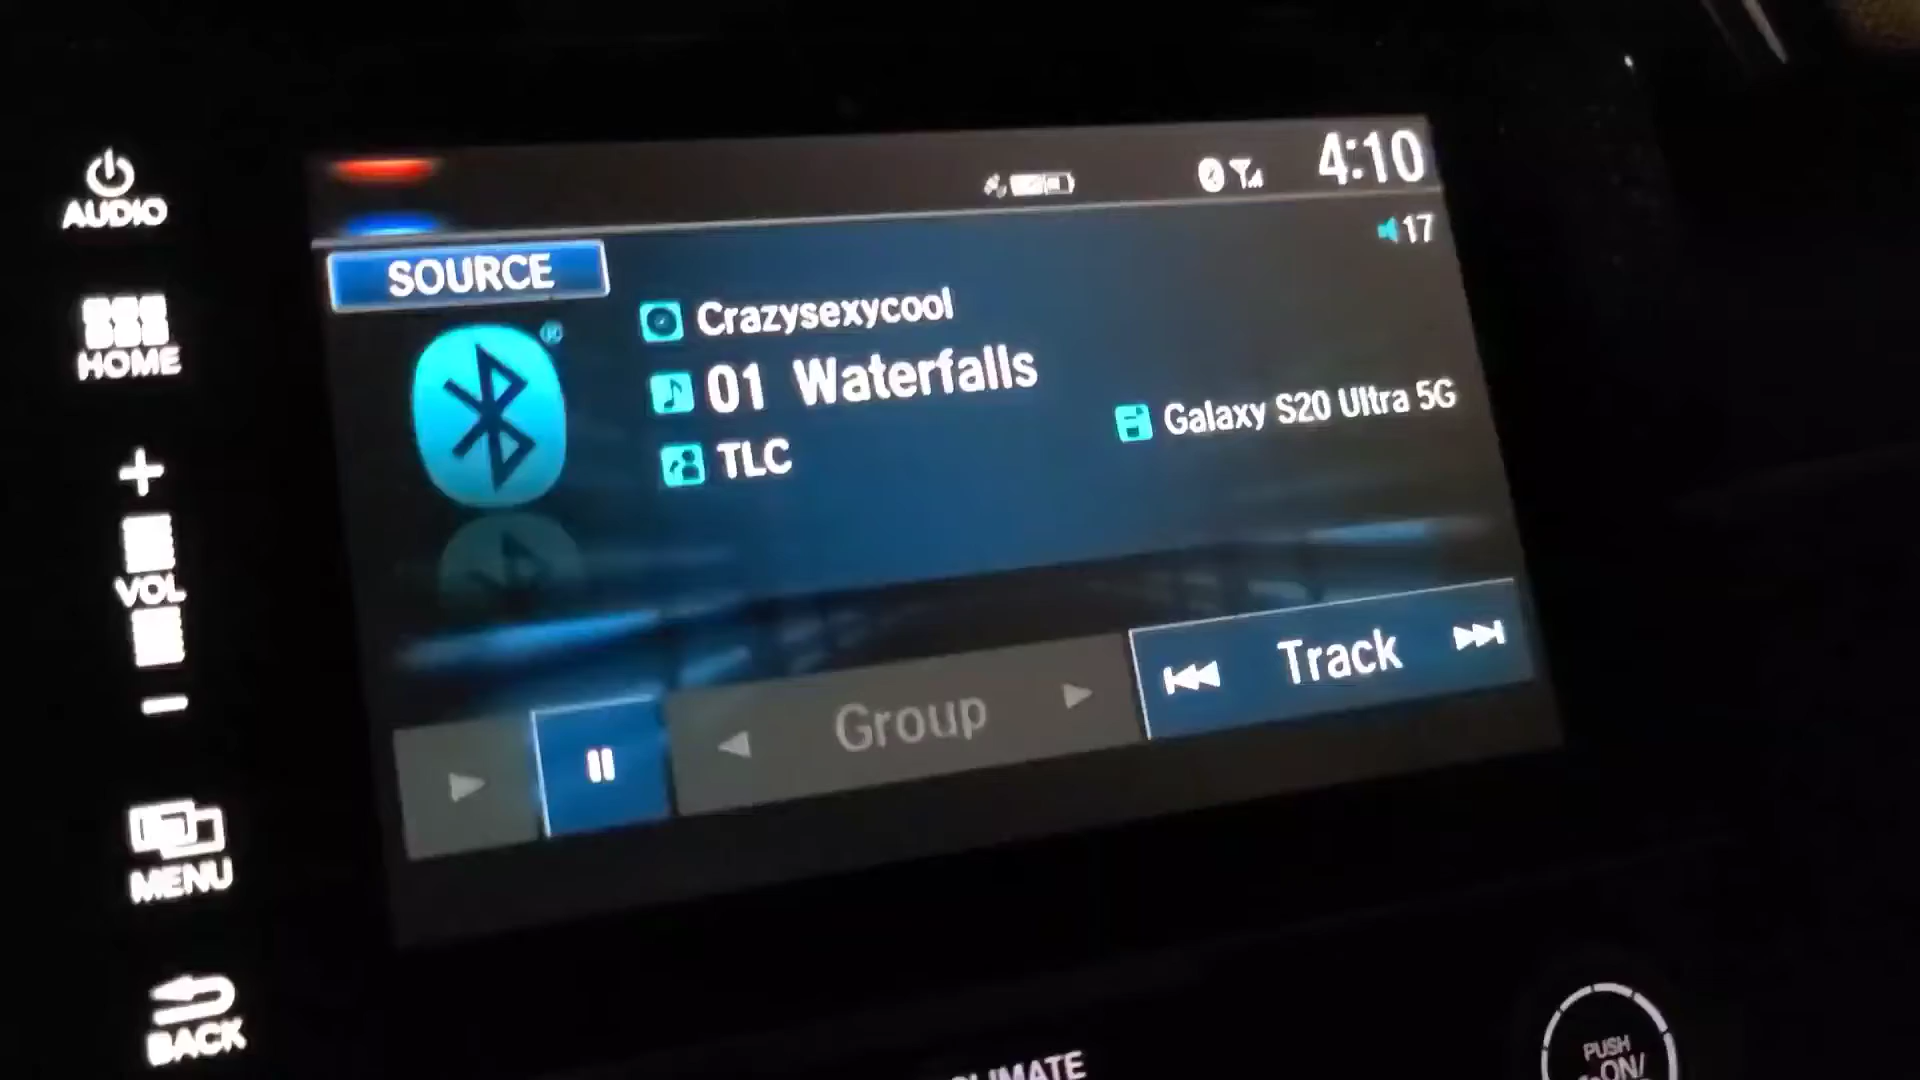 AUDIO
4:10
17
SOURCE
HOME
Crazysexycool
01 Waterfalls
Galaxy S20 Ultra 5G
TLC
VOL
Track
Group
MENU
BACK
PUSH